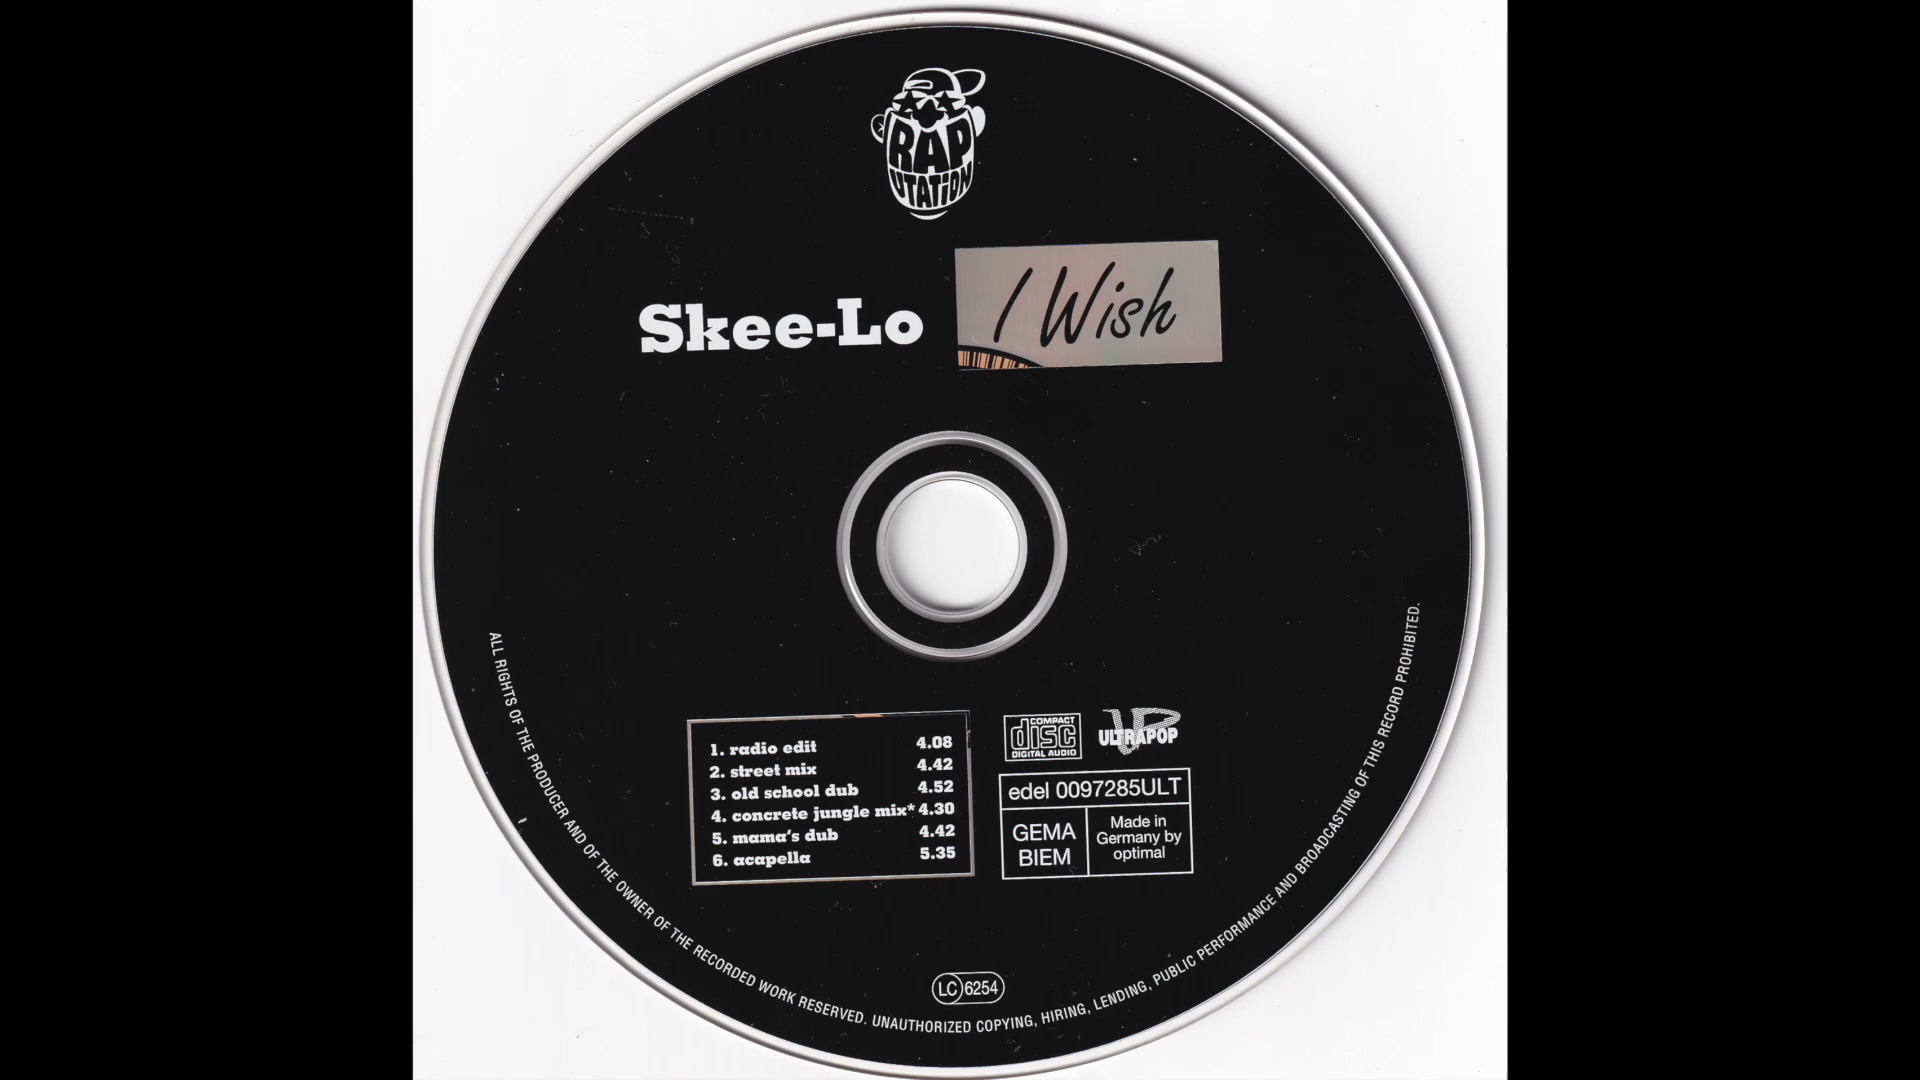 RAP
UTATION
Skee-Lo
I Wish
COMPACT
disc
DIGITAL AUDIO
UP
ULTRAPOP
1. radio edit 4.08
2. street mix 4.42
3. old school dub 4.52
4. concrete jungle mix* 4.30
5. mama's dub 4.42
6. acapella 5.35
edel 0097285ULT
GEMA
BIEM
Made in
Germany by
optimal
LC 6254
ALL RIGHTS OF THE PRODUCER AND OF THE OWNER OF THE RECORDED WORK RESERVED. UNAUTHORIZED COPYING, HIRING, LENDING, PUBLIC PERFORMANCE AND BROADCASTING OF THIS RECORD PROHIBITED.